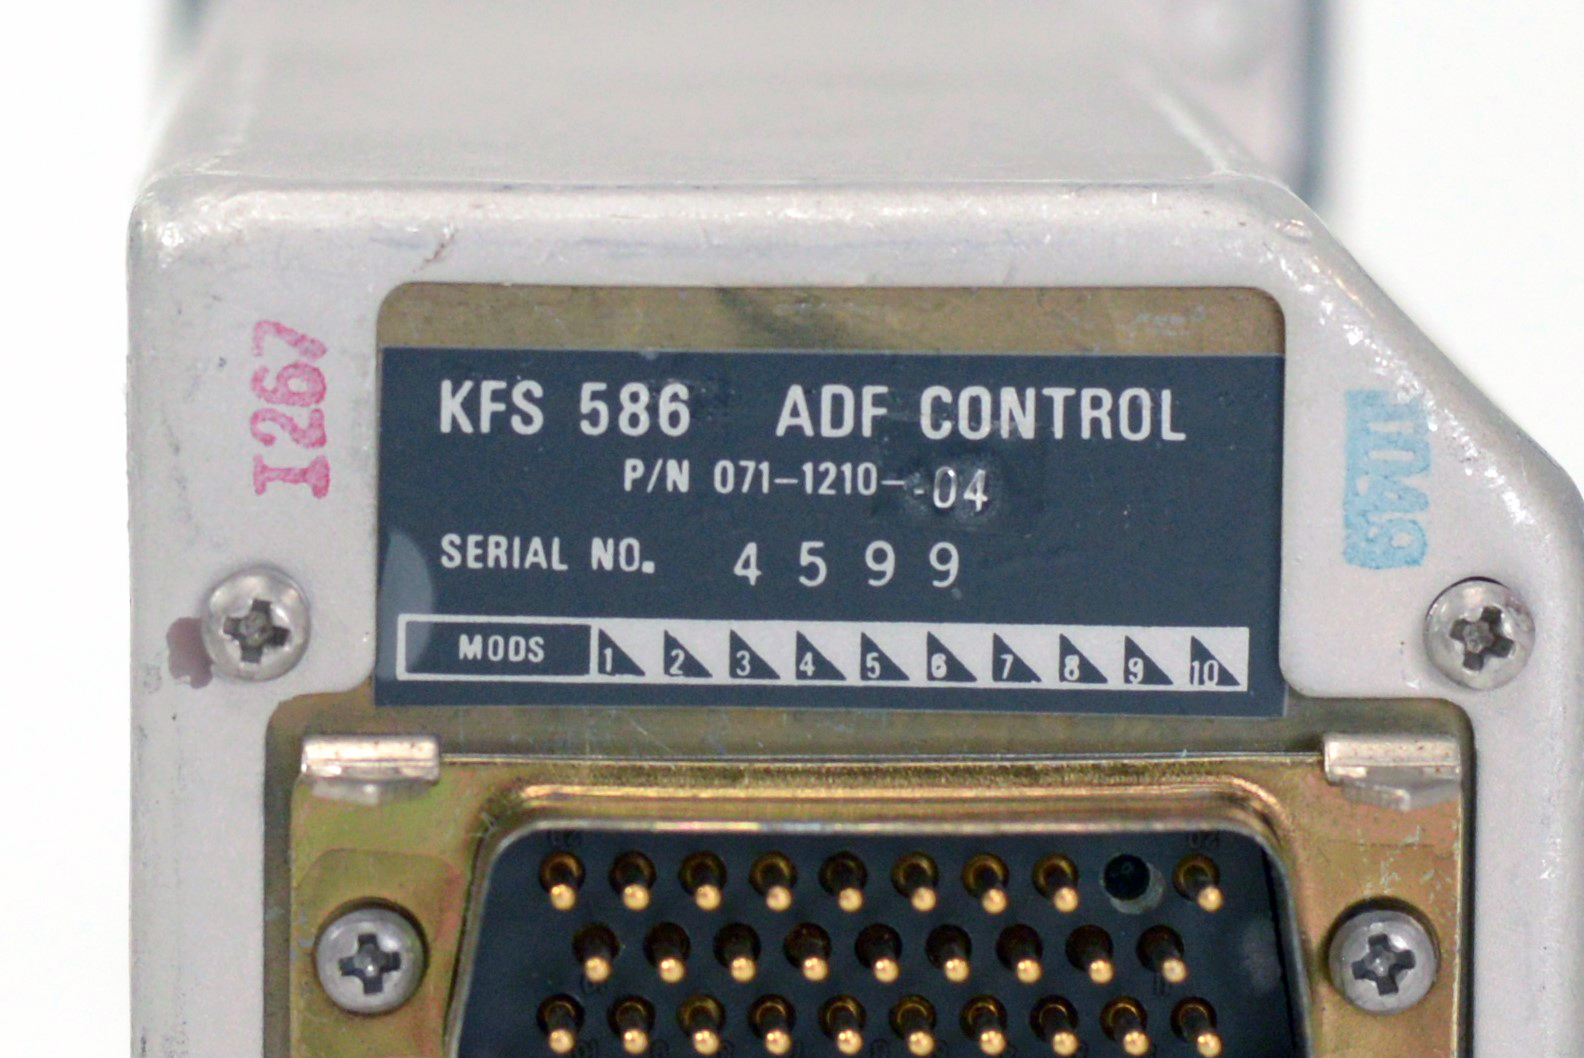 KFS 586 ADF CONTROL
P/N 071-1210--04
SERIAL NO. 4599
MODS 1 2 3 4 5 6 7 8 9 10
I267